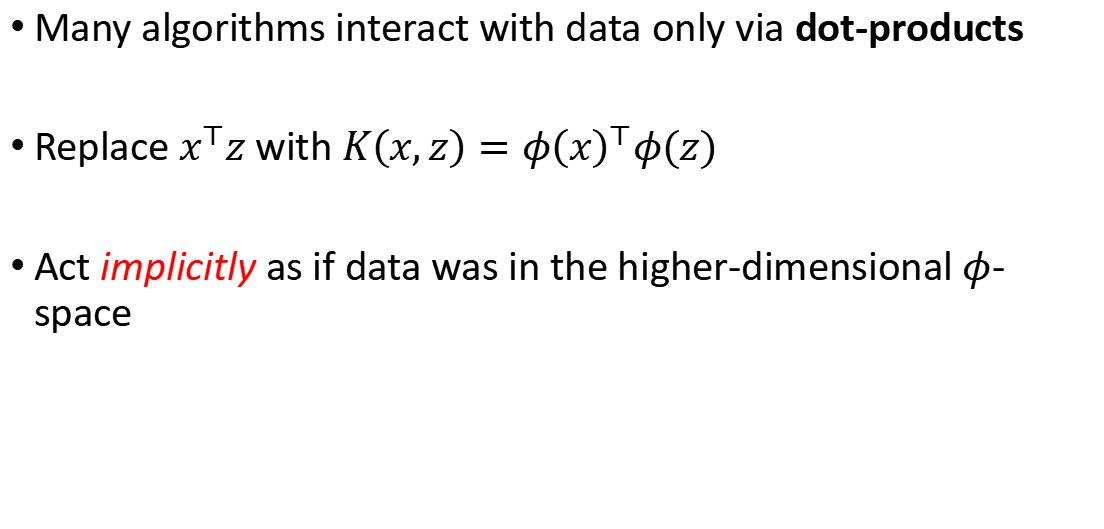 • Many algorithms interact with data only via dot-products
• Replace 𝑥⊤𝑧 with 𝐾(𝑥, 𝑧) = 𝜙(𝑥)⊤𝜙(𝑧)
• Act implicitly as if data was in the higher-dimensional 𝜙-
space